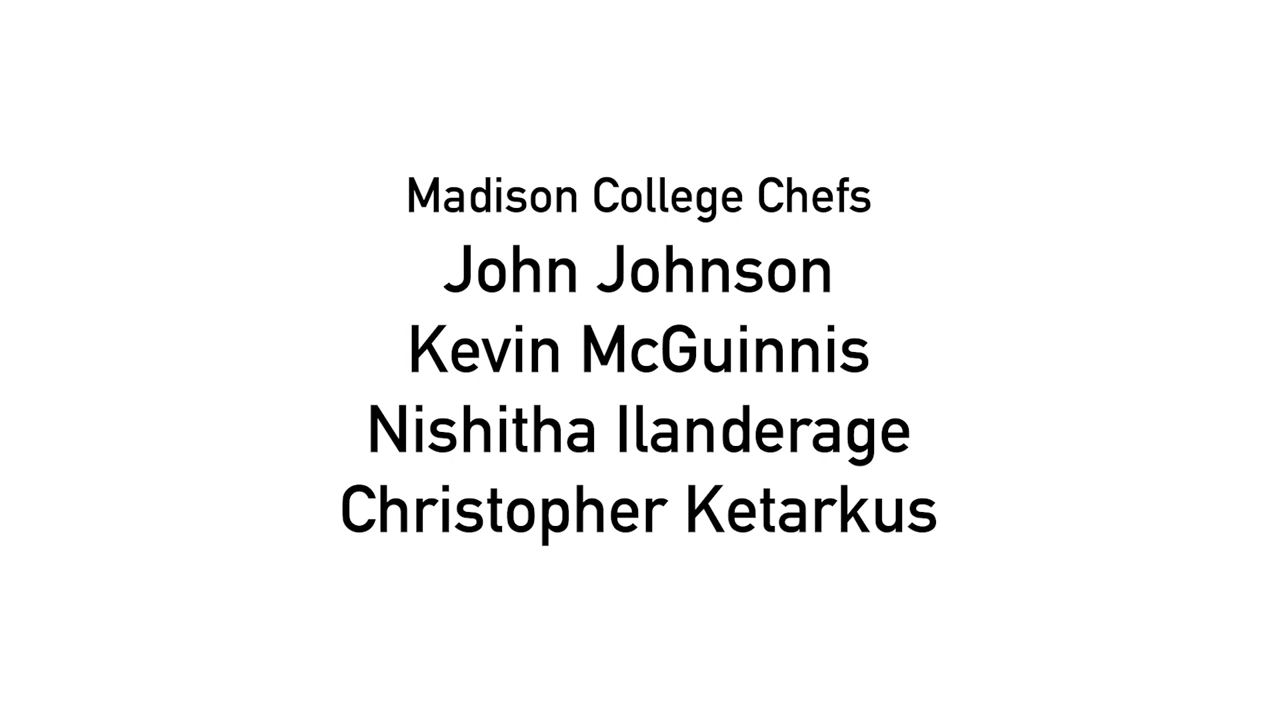 Madison College Chefs
John Johnson
Kevin McGuinnis
Nishitha Ilanderage
Christopher Ketarkus